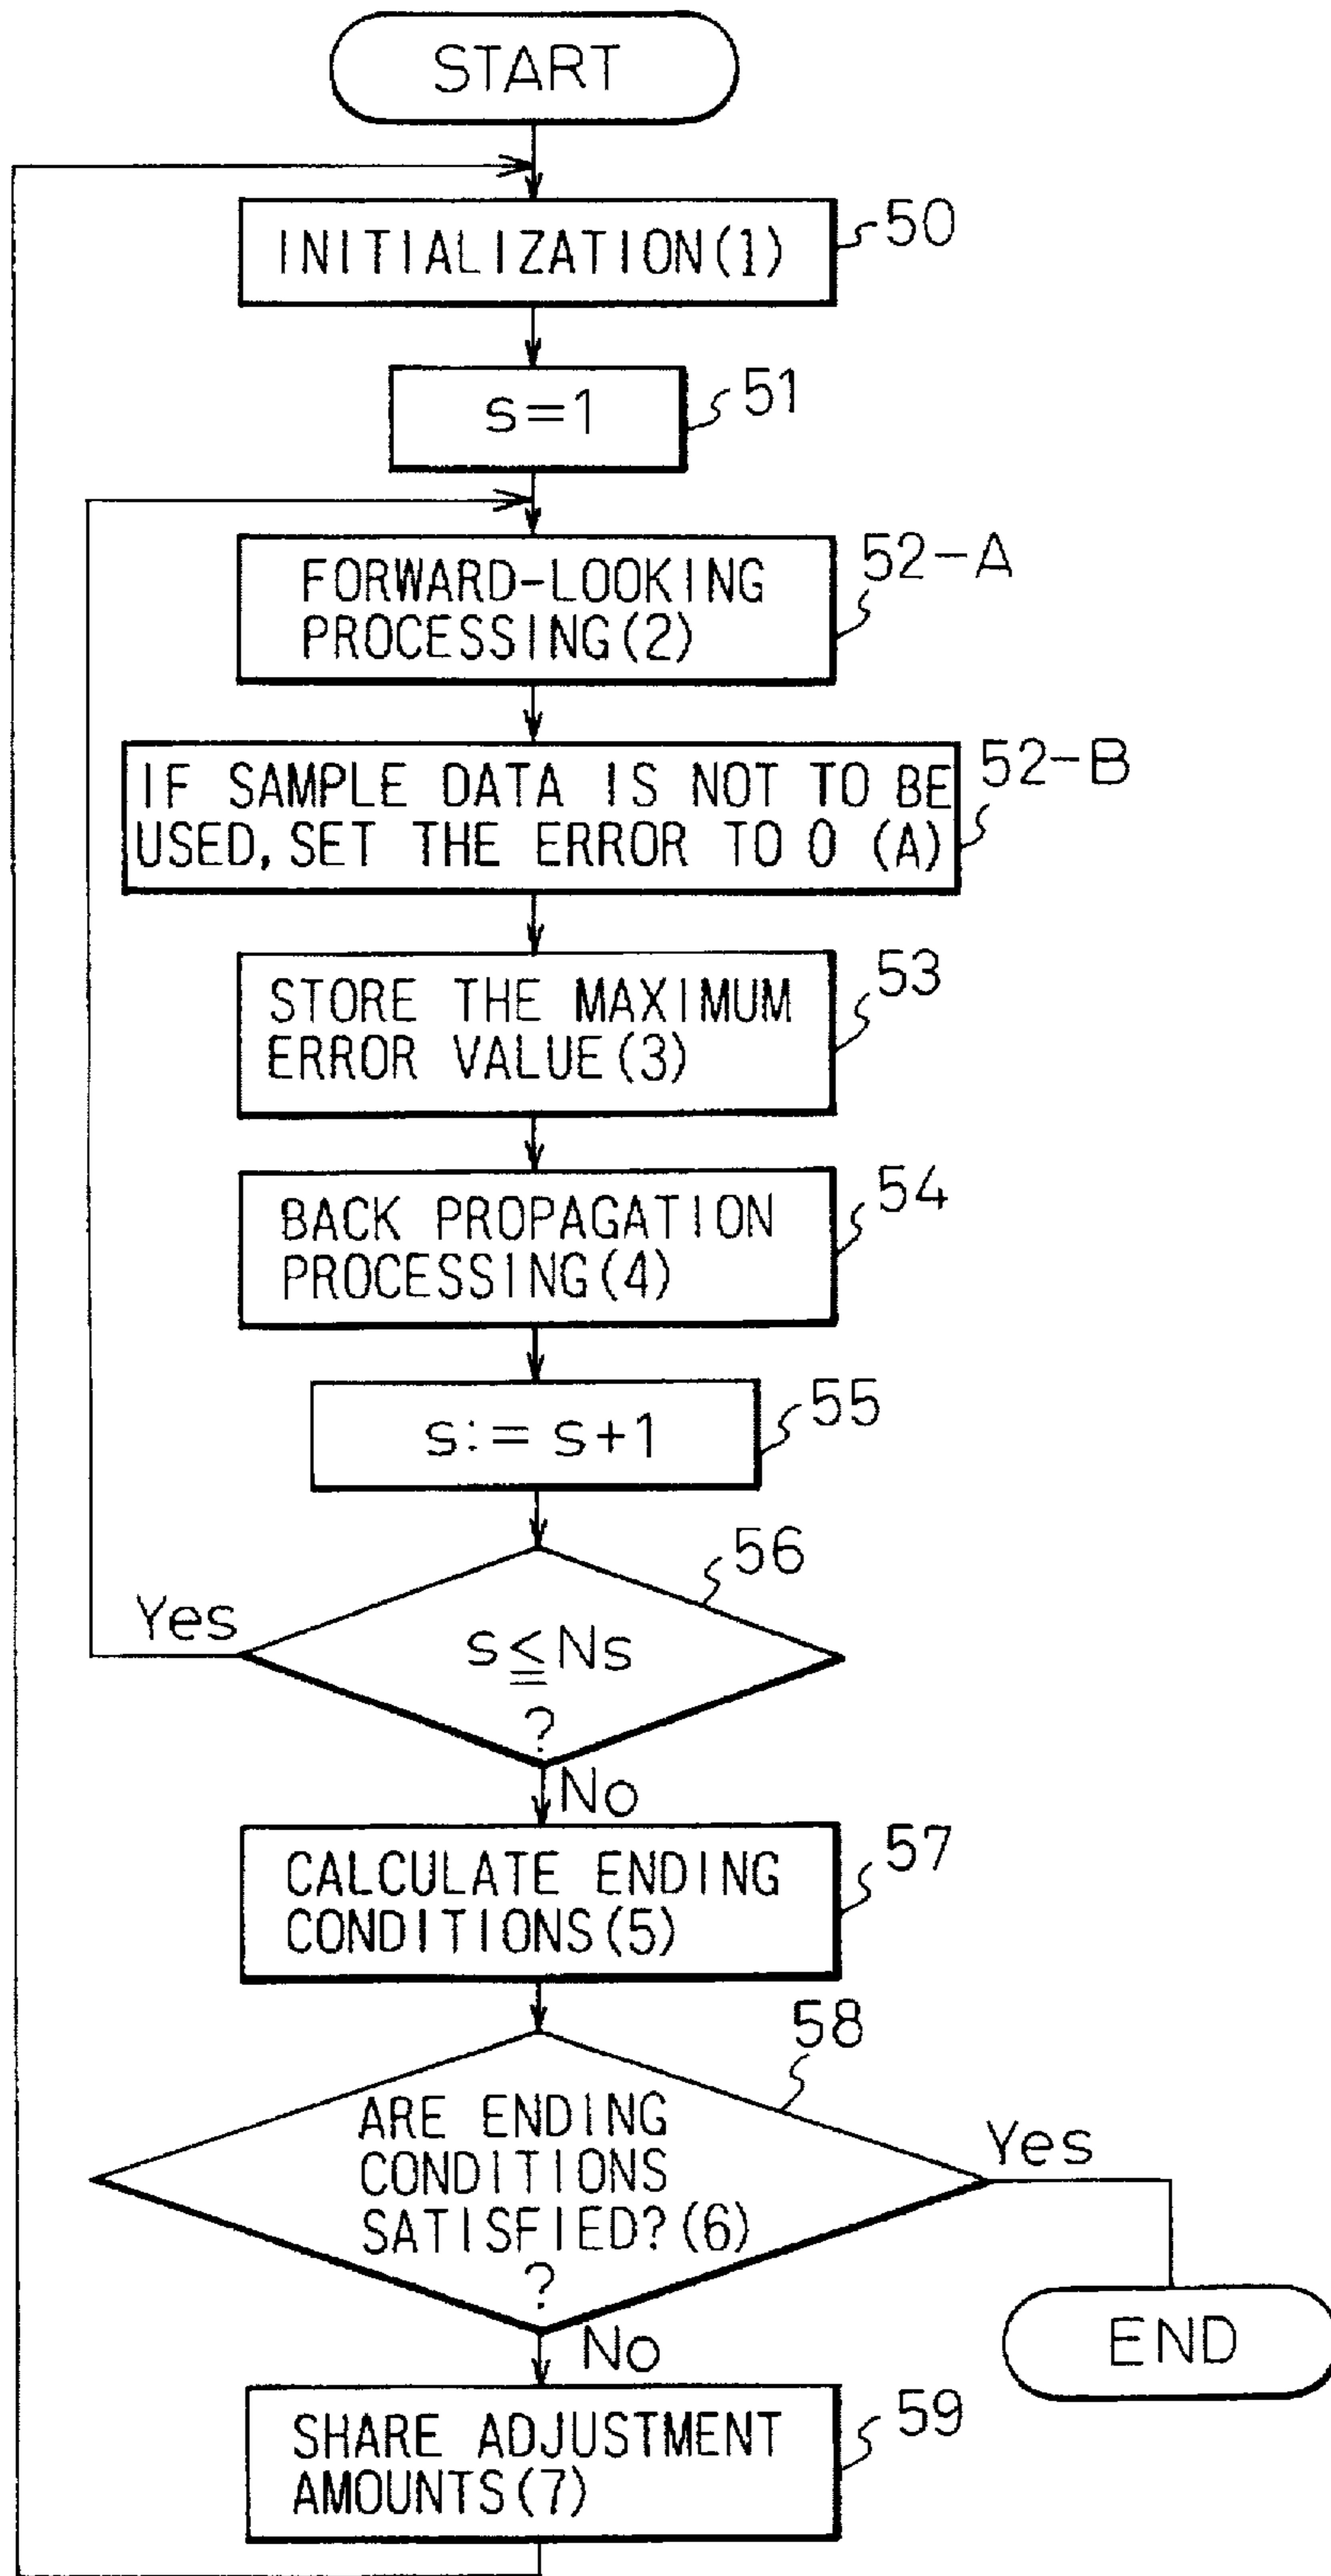 START
INITIALIZATION(1)
50
s=1
51
FORWARD-LOOKING
PROCESSING(2)
52-A
IF SAMPLE DATA IS NOT TO BE
USED, SET THE ERROR TO 0 (A)
52-B
STORE THE MAXIMUM
ERROR VALUE(3)
53
BACK PROPAGATION
PROCESSING(4)
54
s:= s+1
55
56
Yes
s≦Ns
?
No
CALCULATE ENDING
CONDITIONS(5)
57
58
ARE ENDING
CONDITIONS
SATISFIED?(6)
?
Yes
No
END
SHARE ADJUSTMENT
AMOUNTS(7)
59